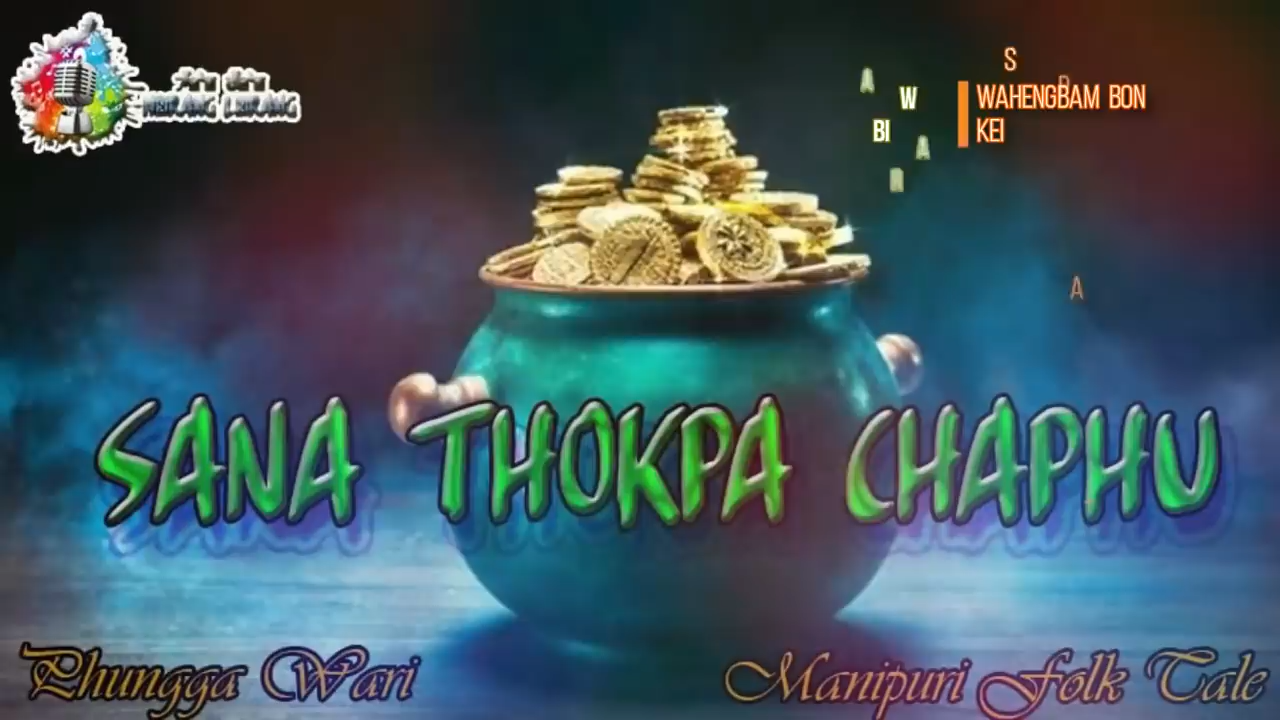 WAHENGBAM BON
KEI
SANA THOKPA CHAPHU
Phungga Wari
Manipuri Folk Tale